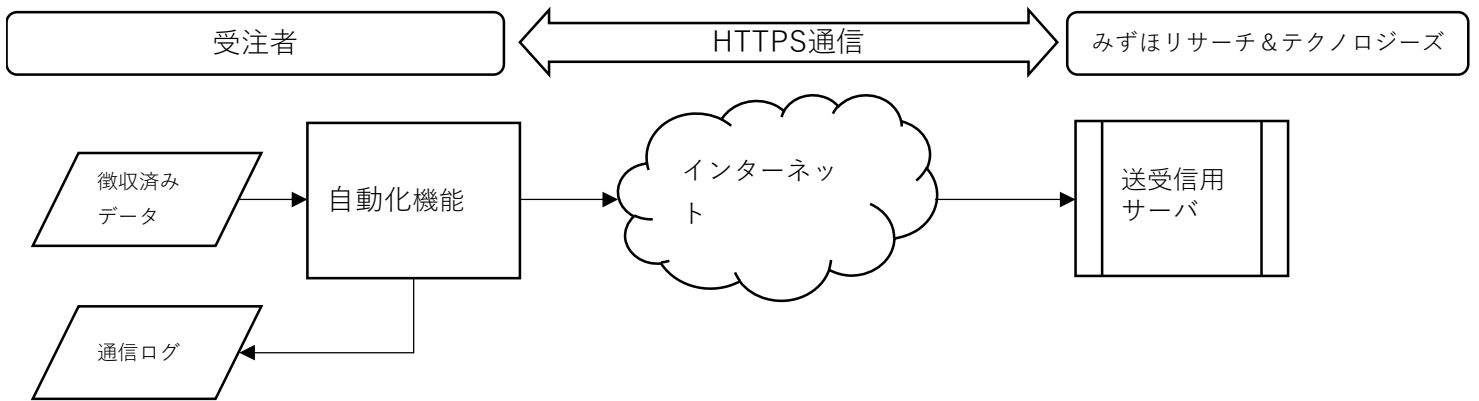 受注者
HTTPS通信
みずほリサーチ＆テクノロジーズ
徴収済み
データ
自動化機能
インターネッ
ト
送受信用
サーバ
通信ログ